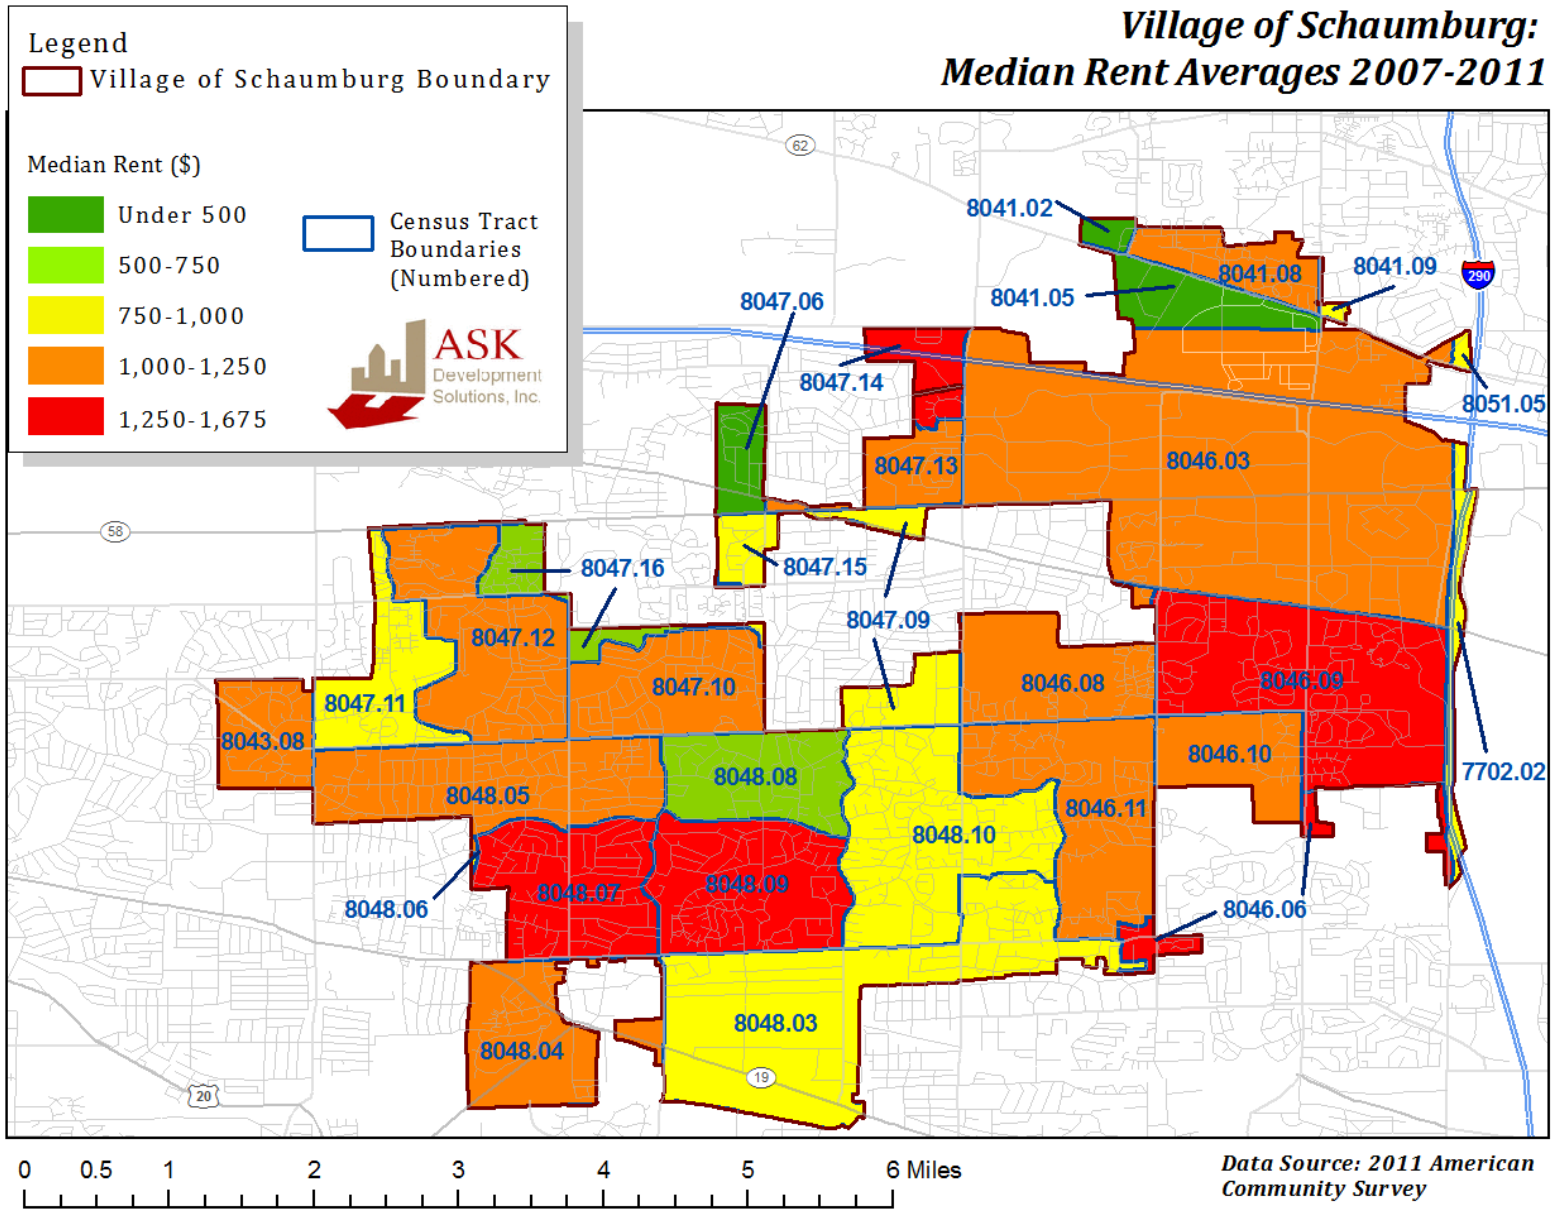 Village of Schaumburg:
Median Rent Averages 2007-2011
Legend
Village of Schaumburg Boundary
Median Rent ($)
Under 500
500-750
750-1,000
1,000-1,250
1,250-1,675
Census Tract
Boundaries
(Numbered)
ASK
Development
Solutions, Inc.
62
8041.02
8041.08
8041.09
290
8041.05
8047.06
8047.14
8051.05
8047.13
8046.03
58
8047.16
8047.15
8047.09
8047.12
8046.08
8046.09
8047.10
8047.11
8043.08
8046.10
7702.02
8048.08
8048.05
8046.11
8048.10
8048.07
8048.09
8048.06
8046.06
8048.03
8048.04
19
20
0 0.5 1 2 3 4 5 6 Miles
Data Source: 2011 American
Community Survey